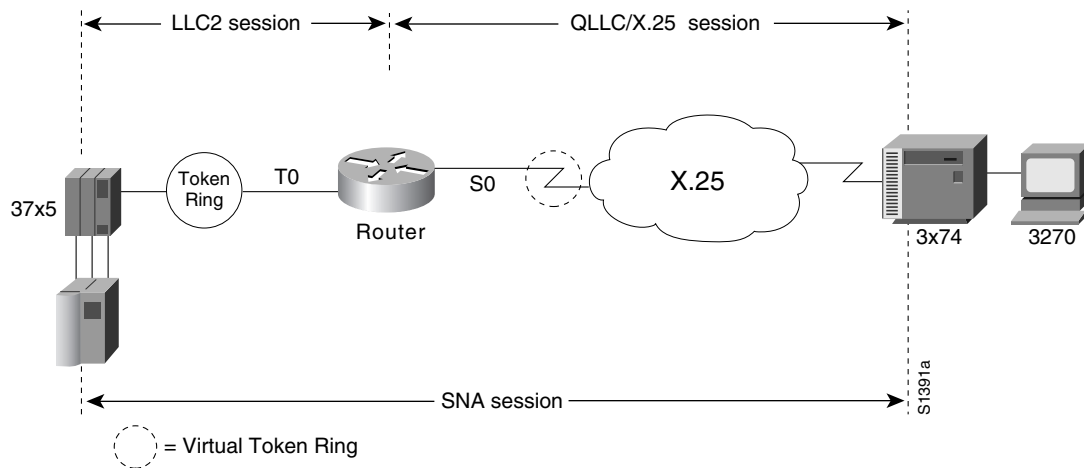 LLC2 session
QLLC/X.25 session
Token
Ring
T0
S0
X.25
37x5
Router
3x74
3270
S1391a
SNA session
= Virtual Token Ring